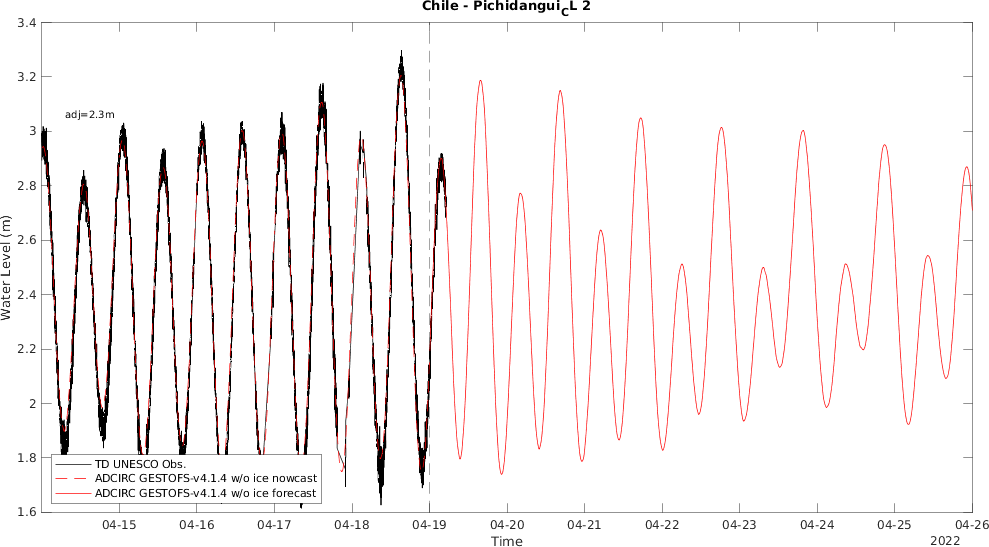 Chile - PichidanguiCL 2
3.4
3.2
3
2.8
2.6
2.4
2.2
2
1.8
1.6
Water Level (m)
adj=2.3m
TD UNESCO Obs.
ADCIRC GESTOFS-v4.1.4 w/o ice nowcast
ADCIRC GESTOFS-v4.1.4 w/o ice forecast
04-15 04-16 04-17 04-18 04-19 04-20 04-21 04-22 04-23 04-24 04-25 04-26
Time
2022